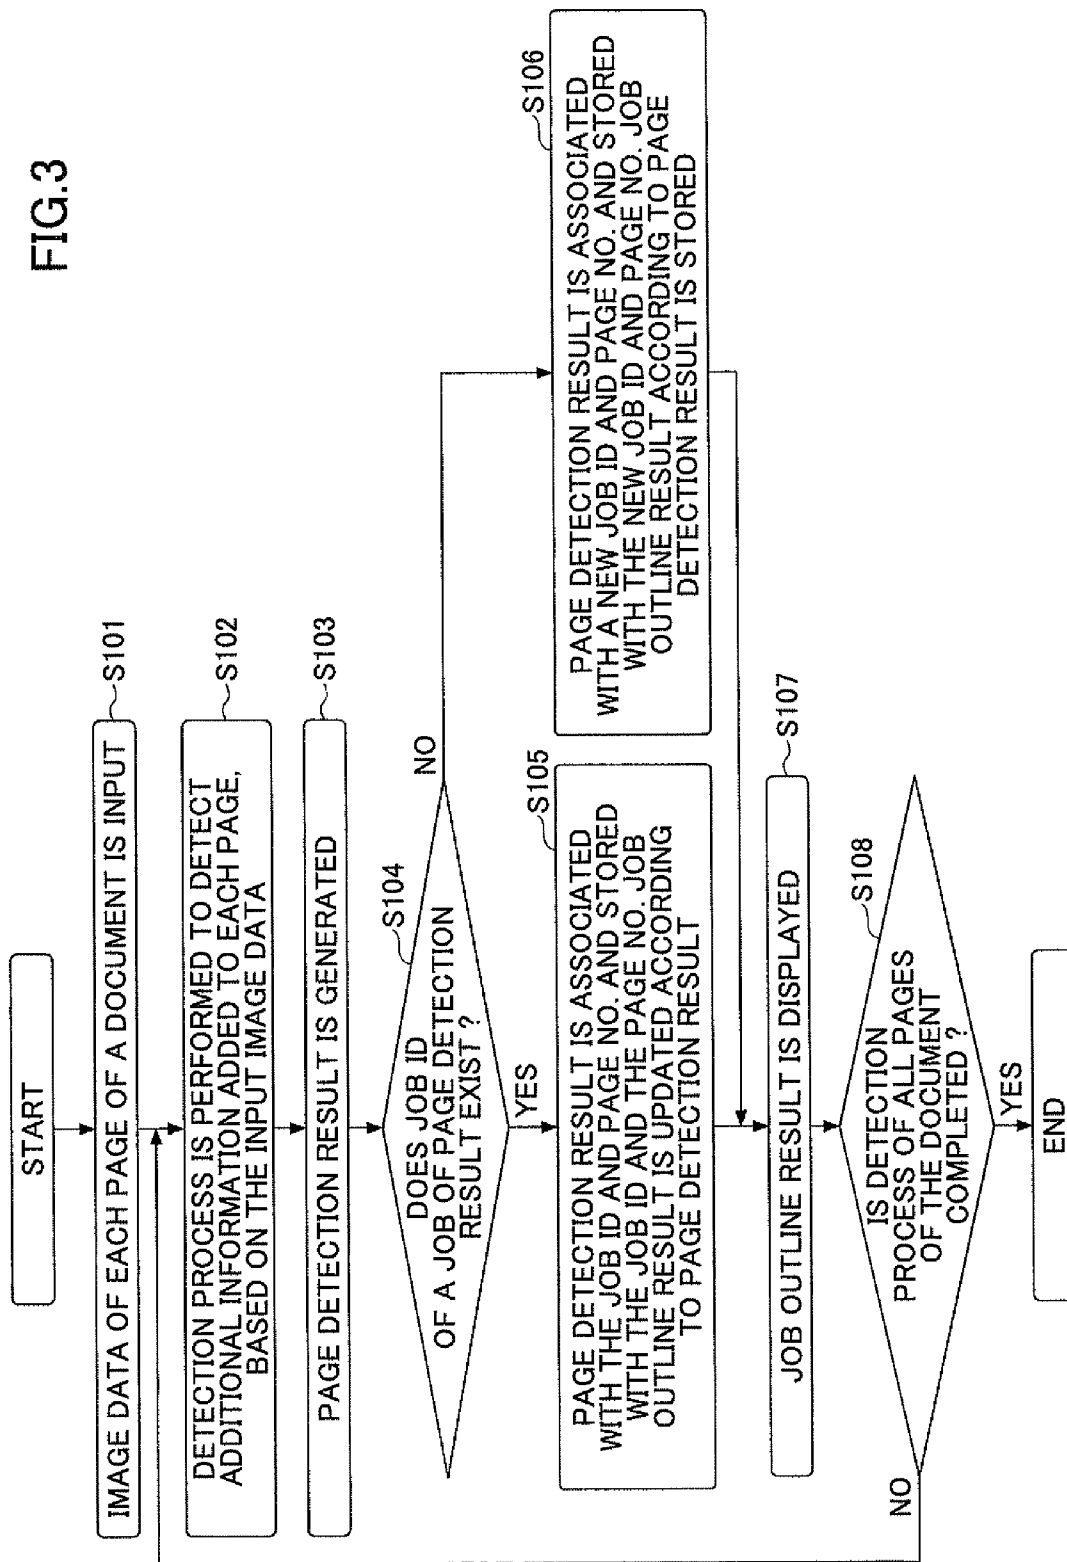 FIG.3
START
IMAGE DATA OF EACH PAGE OF A DOCUMENT IS INPUT
S101
DETECTION PROCESS IS PERFORMED TO DETECT
ADDITIONAL INFORMATION ADDED TO EACH PAGE,
BASED ON THE INPUT IMAGE DATA
S102
PAGE DETECTION RESULT IS GENERATED
S103
DOES JOB ID
OF A JOB OF PAGE DETECTION
RESULT EXIST ?
S104
NO
YES
PAGE DETECTION RESULT IS ASSOCIATED
WITH THE JOB ID AND PAGE NO. AND STORED
WITH THE JOB ID AND THE PAGE NO. JOB
OUTLINE RESULT IS UPDATED ACCORDING
TO PAGE DETECTION RESULT
S105
PAGE DETECTION RESULT IS ASSOCIATED
WITH A NEW JOB ID AND PAGE NO. AND STORED
WITH THE NEW JOB ID AND PAGE NO. JOB
OUTLINE RESULT ACCORDING TO PAGE
DETECTION RESULT IS STORED
S106
JOB OUTLINE RESULT IS DISPLAYED
S107
IS DETECTION
PROCESS OF ALL PAGES
OF THE DOCUMENT
COMPLETED ?
S108
NO
YES
END